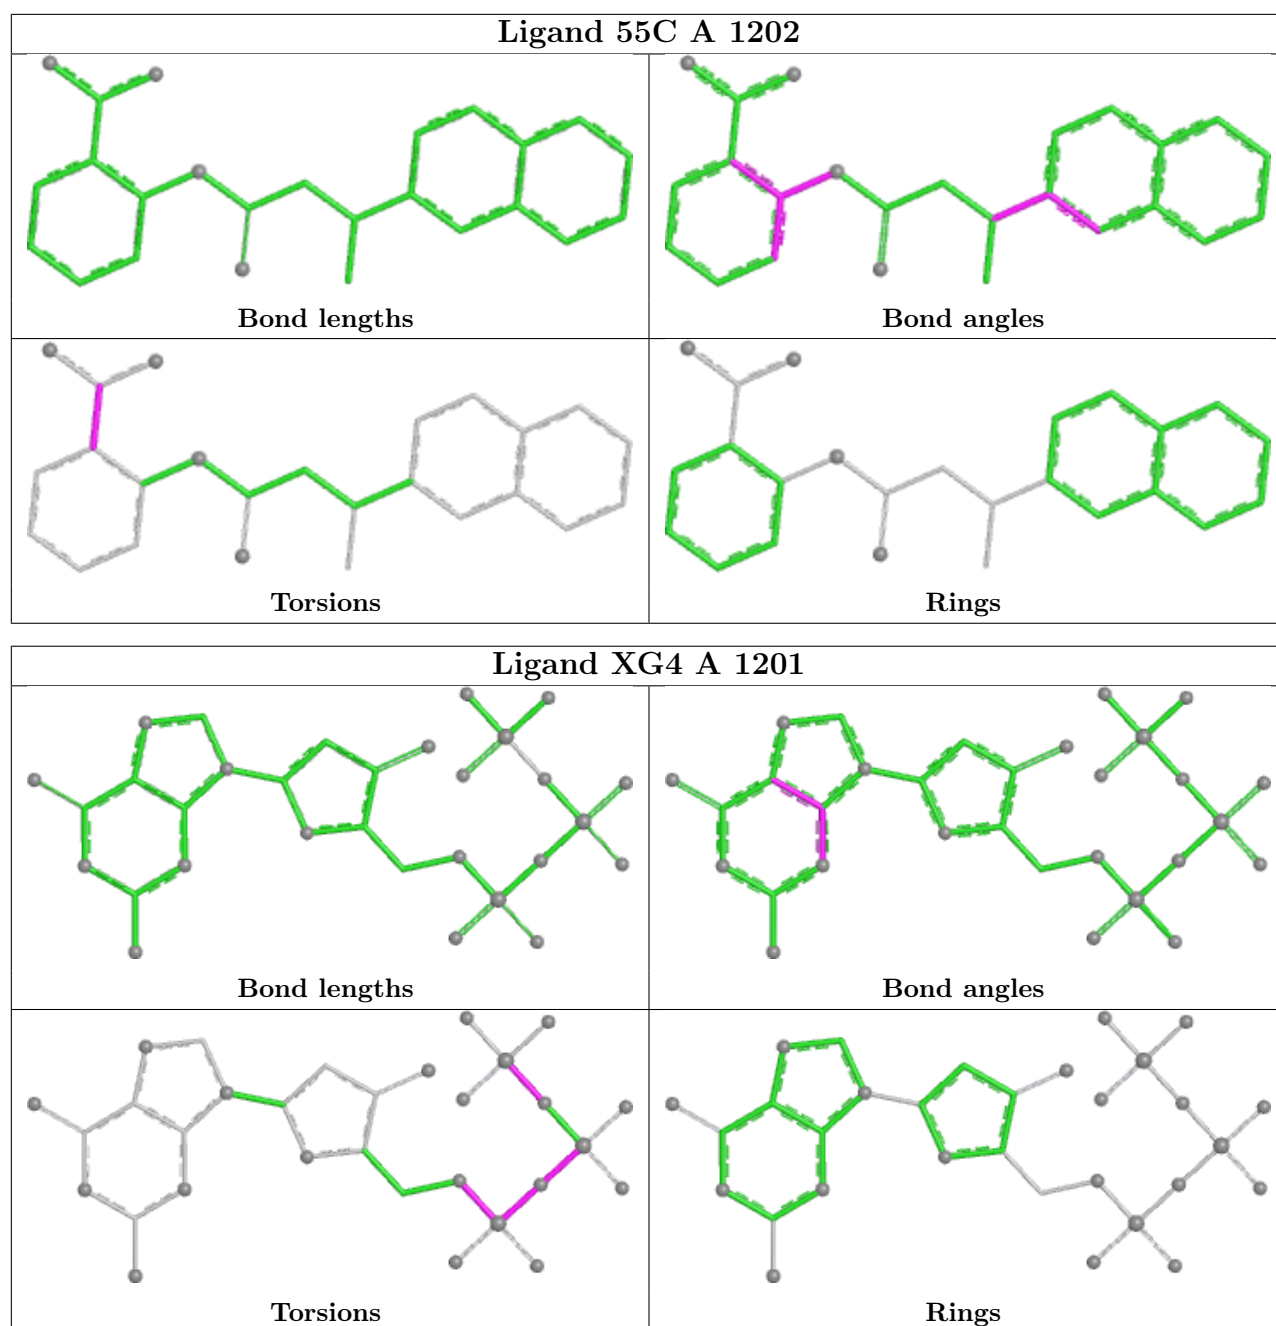 Ligand 55C A 1202
Bond lengths
Bond angles
Torsions
Rings
Ligand XG4 A 1201
Bond lengths
Bond angles
Torsions
Rings